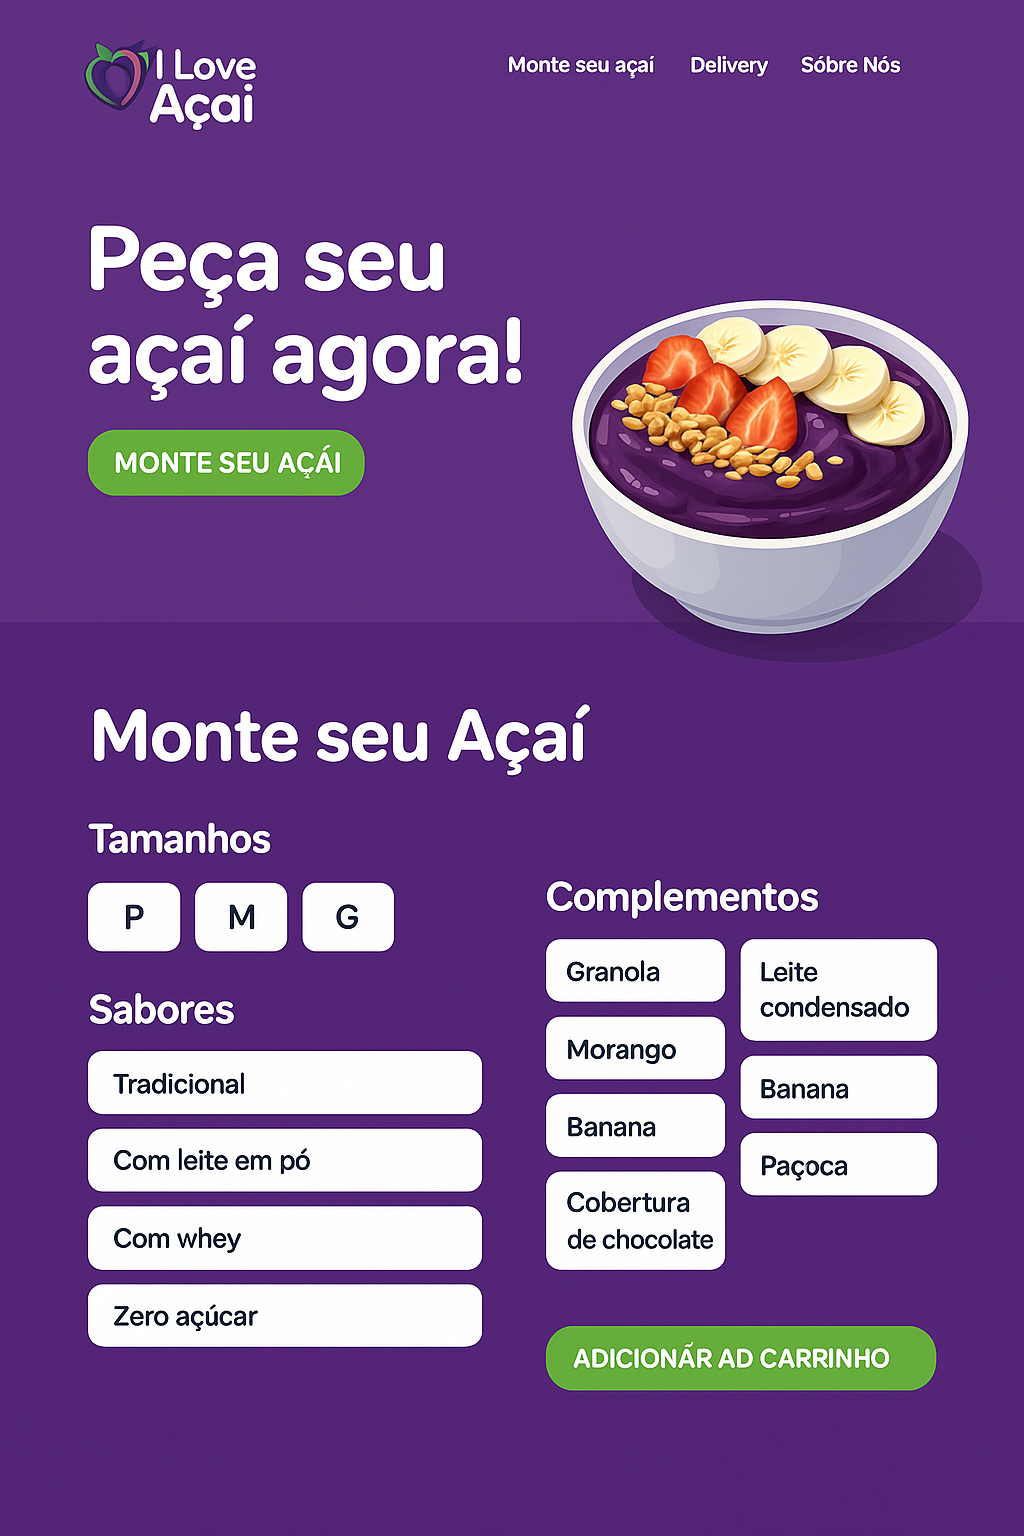 I Love
Açai
Monte seu açaí
Delivery
Sóbre Nós
Peça seu
açaí agora!
MONTE SEU AÇÁI
Monte seu Açaí
Tamanhos
P
M
G
Sabores
Tradicional
Com leite em pó
Com whey
Zero açúcar
Complementos
Granola
Morango
Banana
Cobertura
de chocolate
Leite
condensado
Banana
Paçoca
ADICIONÃŔ AD CARRINHO